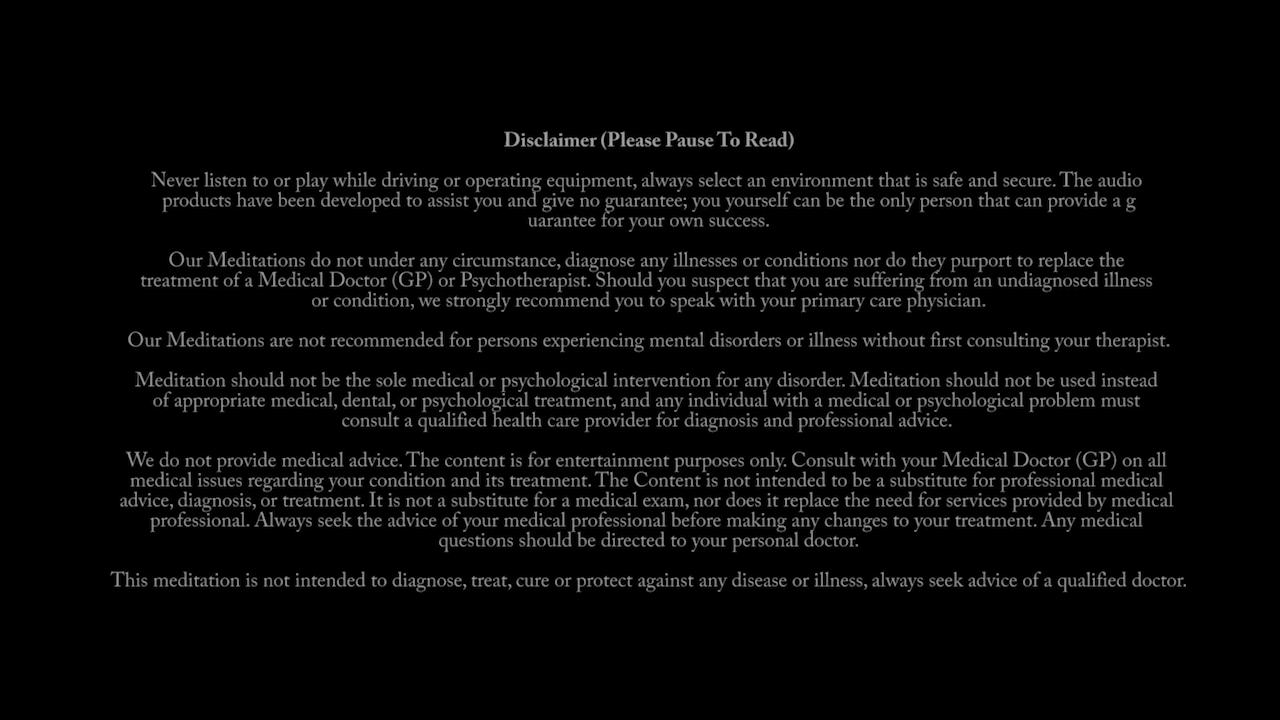 Disclaimer (Please Pause To Read)
Never listen to or play while driving or operating equipment, always select an environment that is safe and secure. The audio
products have been developed to assist you and give no guarantee; you yourself can be the only person that can provide a g
uarantee for your own success.
Our Meditations do not under any circumstance, diagnose any illnesses or conditions nor do they purport to replace the
treatment of a Medical Doctor (GP) or Psychotherapist. Should you suspect that you are suffering from an undiagnosed illness
or condition, we strongly recommend you to speak with your primary care physician.
Our Meditations are not recommended for persons experiencing mental disorders or illness without first consulting your therapist.
Meditation should not be the sole medical or psychological intervention for any disorder. Meditation should not be used instead
of appropriate medical, dental, or psychological treatment, and any individual with a medical or psychological problem must
consult a qualified health care provider for diagnosis and professional advice.
We do not provide medical advice. The content is for entertainment purposes only. Consult with your Medical Doctor (GP) on all
medical issues regarding your condition and its treatment. The Content is not intended to be a substitute for professional medical
advice, diagnosis, or treatment. It is not a substitute for a medical exam, nor does it replace the need for services provided by medical
professional. Always seek the advice of your medical professional before making any changes to your treatment. Any medical
questions should be directed to your personal doctor.
This meditation is not intended to diagnose, treat, cure or protect against any disease or illness, always seek advice of a qualified doctor.